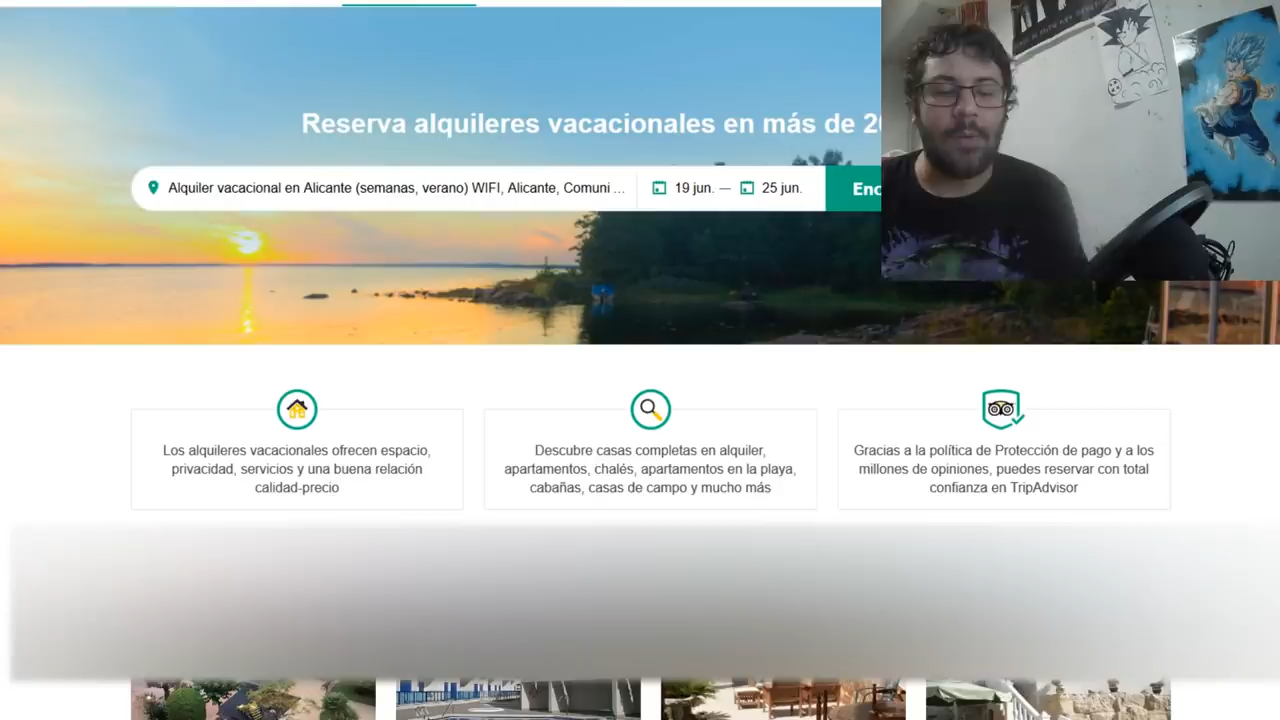 Reserva alquileres vacacionales en más de
Alquiler vacacional en Alicante (semanas, verano) WIFI, Alicante, Comuni ...
19 jun. — 25 jun.
Enc
Los alquileres vacacionales ofrecen espacio,
privacidad, servicios y una buena relación
calidad-precio
Descubre casas completas en alquiler,
apartamentos, chalés, apartamentos en la playa,
cabañas, casas de campo y mucho más
Gracias a la política de Protección de pago y a los
millones de opiniones, puedes reservar con total
confianza en TripAdvisor